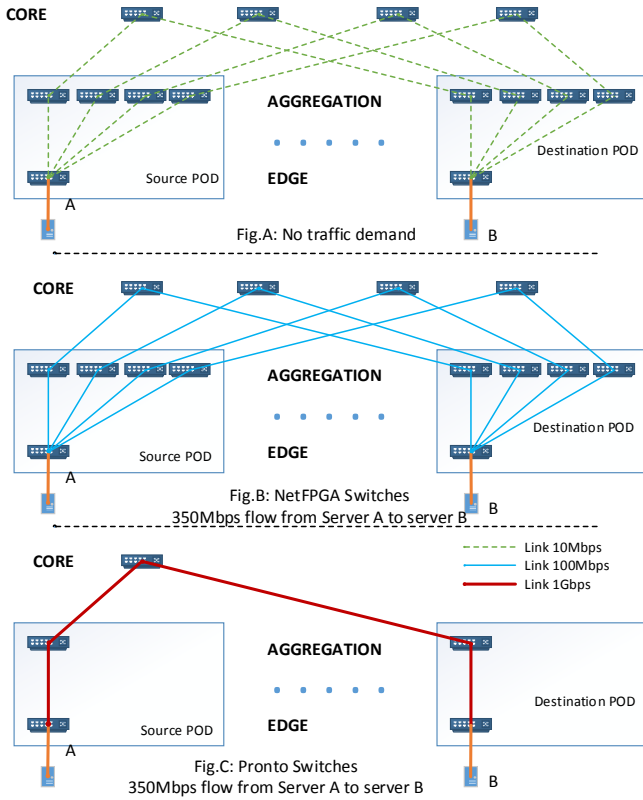 CORE
AGGREGATION
Destination POD
Source POD
EDGE
A
B
Fig.A: No traffic demand
CORE
AGGREGATION
Destination POD
Source POD
EDGE
A
Fig.B: NetFPGA Switches
B
350Mbps flow from Server A to server B
CORE
Link 10Mbps
Link 100Mbps
Link 1Gbps
AGGREGATION
Destination POD
Source POD
EDGE
A
Fig.C: Pronto Switches
B
350Mbps flow from Server A to server B